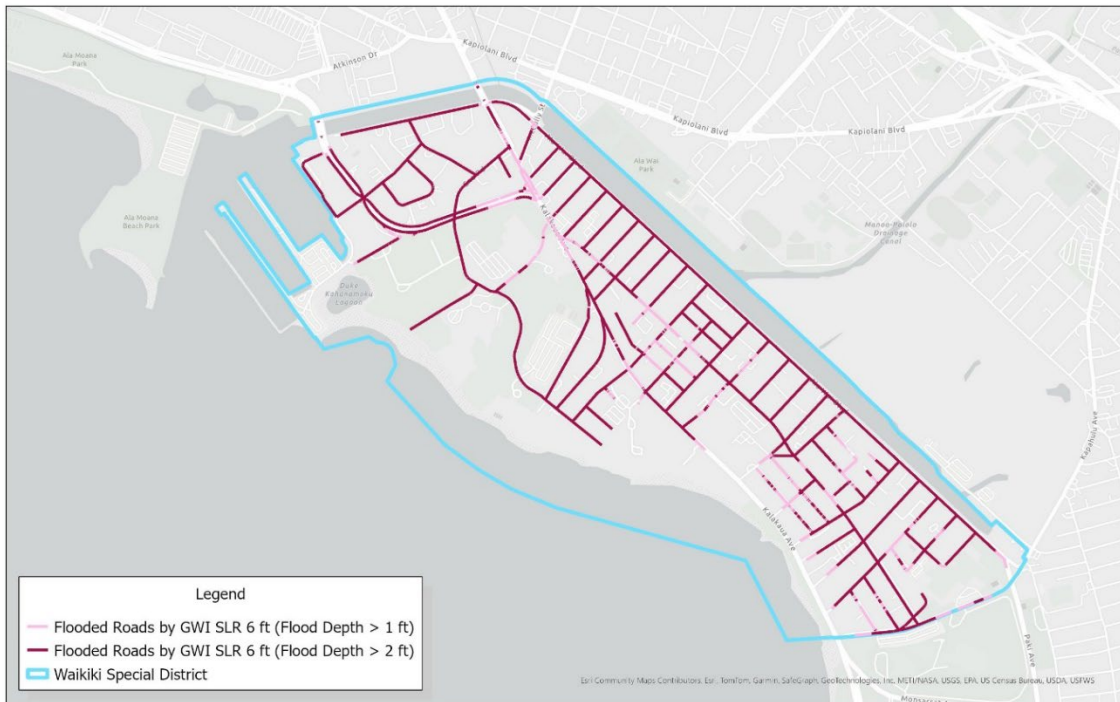 Ala Moana
Park
Atkinson Dr
Kapiolani Blvd
Kapiolani Blvd
Kapiolani Blvd
Ala Wai
Park
Manoa-Palolo
Drainage
Canal
Ala Moana
Beach Park
Duke
Kahanamoku
Lagoon
Kapahulu Ave
Kalakaua Ave
Paki Ave
Legend
Flooded Roads by GWI SLR 6 ft (Flood Depth > 1 ft)
Flooded Roads by GWI SLR 6 ft (Flood Depth > 2 ft)
Waikiki Special District
Esri Community Maps Contributors, Esri, TomTom, Garmin, SafeGraph, GeoTechnologies, Inc, METI/NASA, USGS, EPA, US Census Bureau, USDA, USFWS